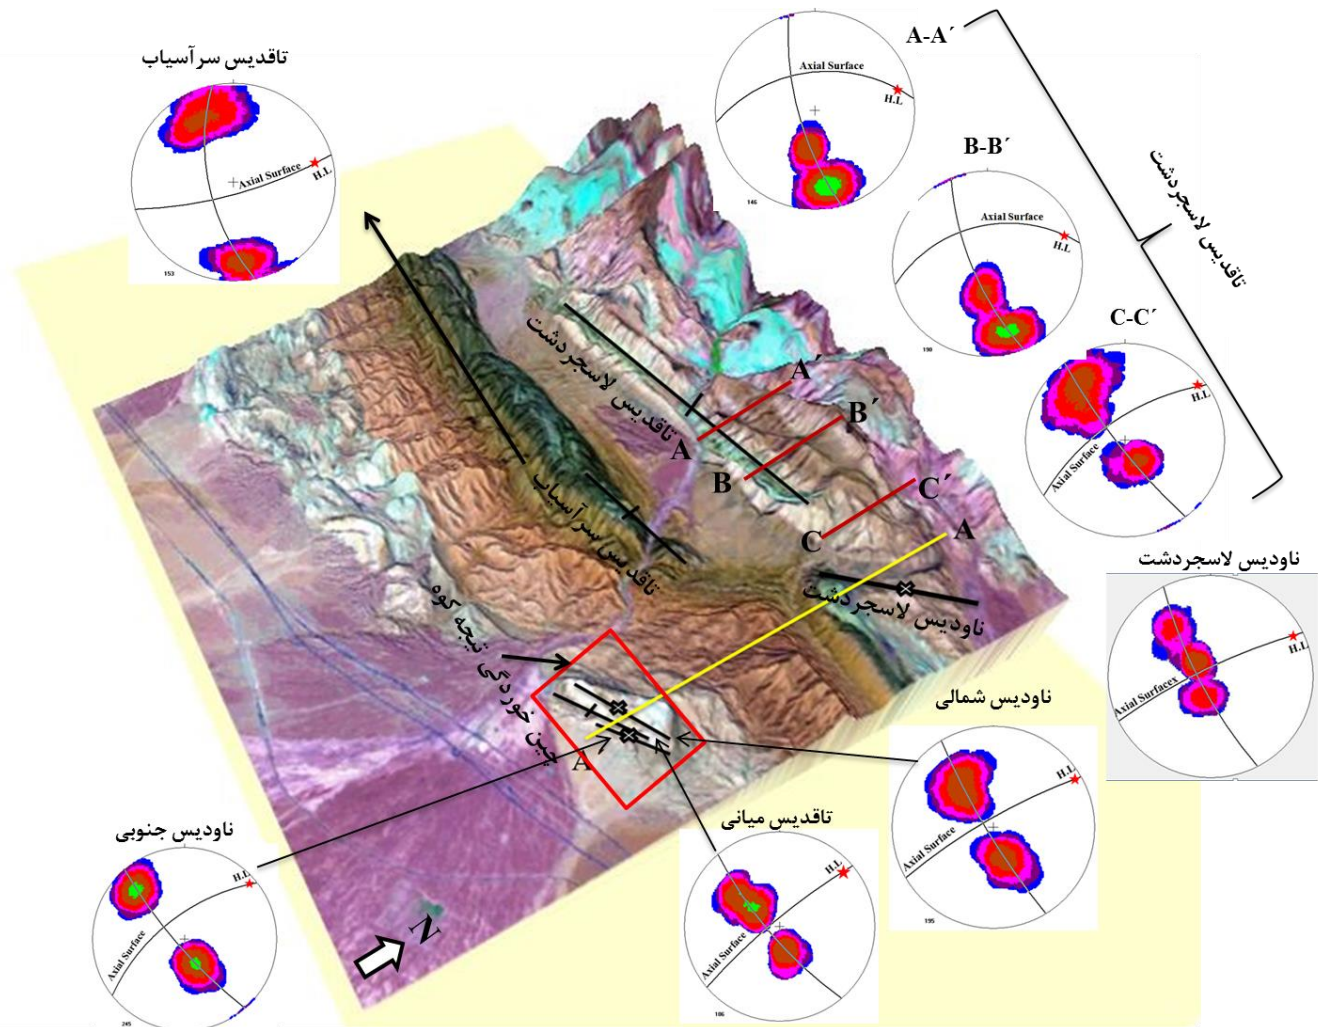 تاقدیس سرآسیاب
Axial Surface
H.L
153
A-A´
Axial Surface
H.L
146
B-B´
Axial Surface
H.L
190
C-C´
Axial Surface
H.L
تاقدیس لاسجردشت
ناودیس لاسجردشت
Axial Surfacex
H.L
تاقدیس لاسجردشت
A´
A
B´
B
C´
C
A
تاقدیس سرآسیاب
ناودیس لاسجردشت
چین خوردگی نتیجه کوه
A
N
ناودیس شمالی
Axial Surface
H.L
195
تاقدیس میانی
Axial Surface
H.L
186
ناودیس جنوبی
Axial Surface
H.L
245